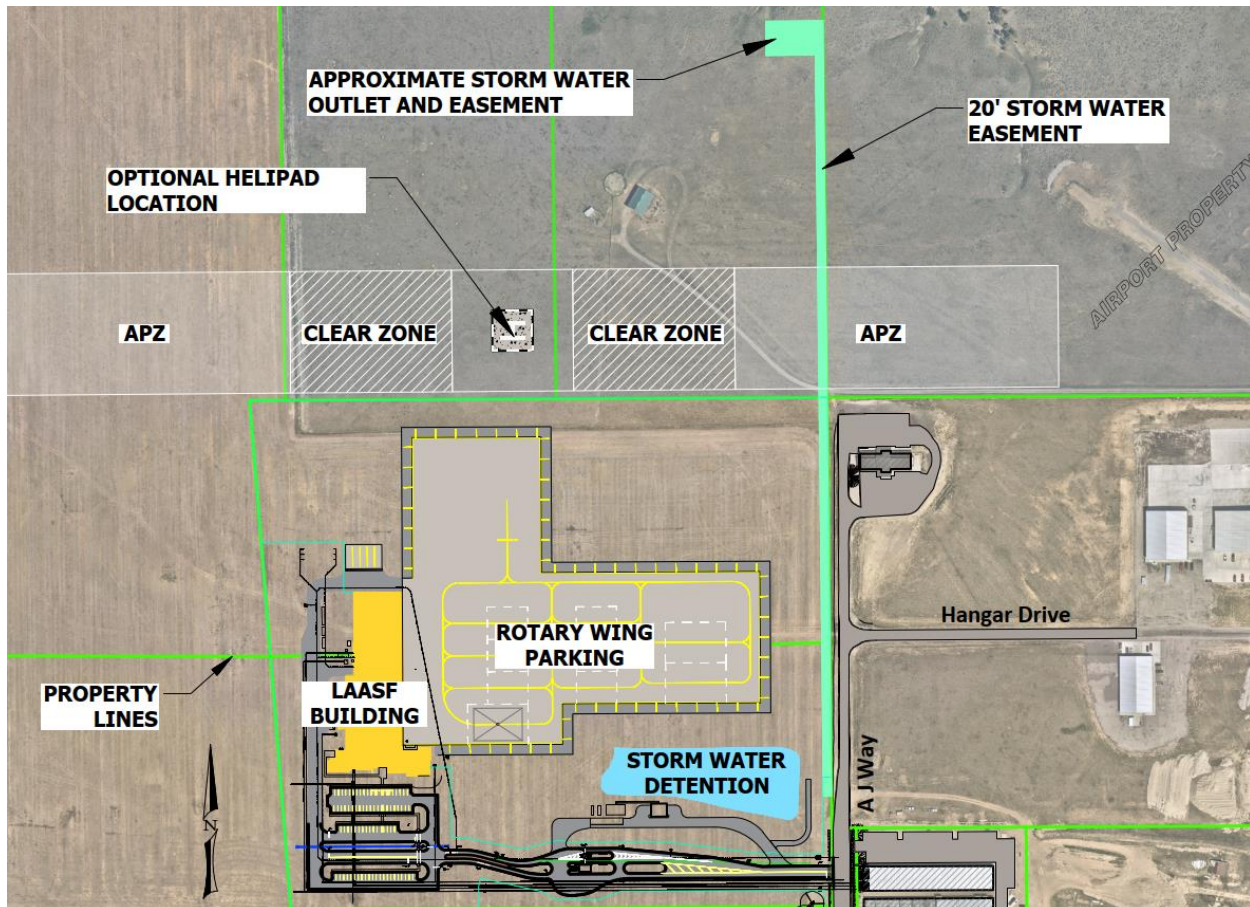 APPROXIMATE STORM WATER
OUTLET AND EASEMENT
20' STORM WATER
EASEMENT
OPTIONAL HELIPAD
LOCATION
AIRPORT PROPERTY
APZ
CLEAR ZONE
CLEAR ZONE
APZ
Hangar Drive
ROTARY WING
PARKING
PROPERTY
LINES
LAASF
BUILDING
STORM WATER
DETENTION
A J Way
N